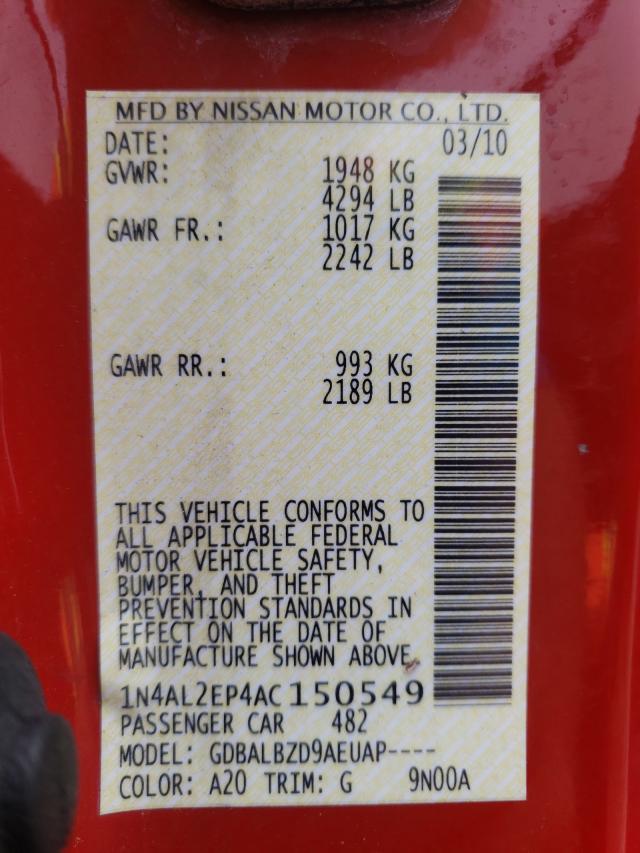 MFD BY NISSAN MOTOR CO., LTD.
DATE: 03/10
GVWR: 1948 KG
4294 LB
GAWR FR.: 1017 KG
2242 LB
GAWR RR.: 993 KG
2189 LB
THIS VEHICLE CONFORMS TO
ALL APPLICABLE FEDERAL
MOTOR VEHICLE SAFETY,
BUMPER, AND THEFT
PREVENTION STANDARDS IN
EFFECT ON THE DATE OF
MANUFACTURE SHOWN ABOVE.
1N4AL2EP4AC150549
PASSENGER CAR 482
MODEL: GDBALBZD9AEUAP----
COLOR: A20 TRIM: G 9N00A